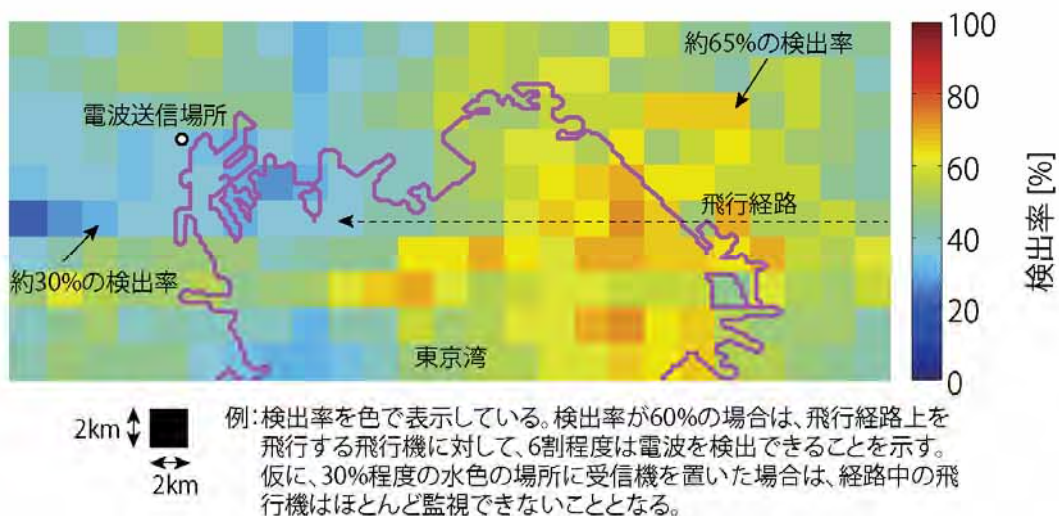 約65%の検出率
電波送信場所
飛行経路
約30%の検出率
東京湾
100
80
60
40
20
0
検出率 [%]
2km
2km
例：検出率を色で表示している。検出率が60%の場合は、飛行経路上を
飛行する飛行機に対して、6割程度は電波を検出できることを示す。
仮に、30%程度の水色の場所に受信機を置いた場合は、経路中の飛
行機はほとんど監視できないこととなる。